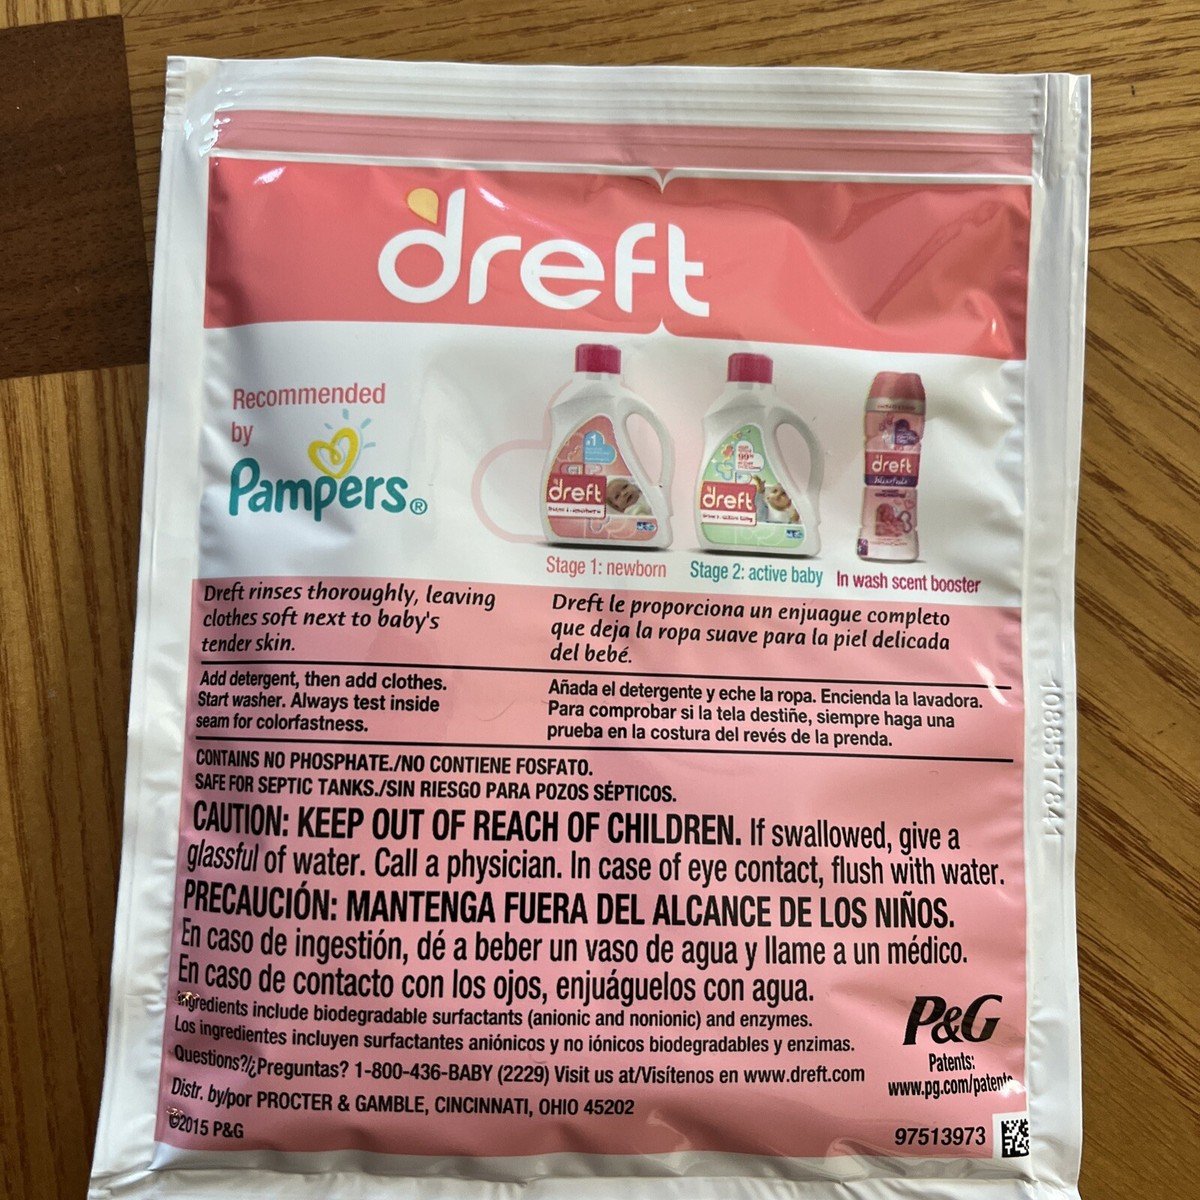 dreft
Recommended
by
Pampers®
dreft
dreft
dreft
Stage 1: newborn
Stage 2: active baby
In wash scent booster
Dreft rinses thoroughly, leaving
clothes soft next to baby's
tender skin.
Dreft le proporciona un enjuague completo
que deja la ropa suave para la piel delicada
del bebé.
Add detergent, then add clothes.
Start washer. Always test inside
seam for colorfastness.
Añada el detergente y eche la ropa. Encienda la lavadora.
Para comprobar si la tela destiñe, siempre haga una
prueba en la costura del revés de la prenda.
CONTAINS NO PHOSPHATE./NO CONTIENE FOSFATO.
SAFE FOR SEPTIC TANKS./SIN RIESGO PARA POZOS SÉPTICOS.
CAUTION: KEEP OUT OF REACH OF CHILDREN. If swallowed, give a
glassful of water. Call a physician. In case of eye contact, flush with water.
PRECAUCIÓN: MANTENGA FUERA DEL ALCANCE DE LOS NIÑOS.
En caso de ingestión, dé a beber un vaso de agua y llame a un médico.
En caso de contacto con los ojos, enjuáguelos con agua.
Ingredients include biodegradable surfactants (anionic and nonionic) and enzymes.
Los ingredientes incluyen surfactantes aniónicos y no iónicos biodegradables y enzimas.
Questions?/¿Preguntas? 1-800-436-BABY (2229) Visit us at/Visítenos en www.dreft.com
Distr. by/por PROCTER & GAMBLE, CINCINNATI, OHIO 45202
©2015 P&G
P&G
Patents:
www.pg.com/patents
97513973